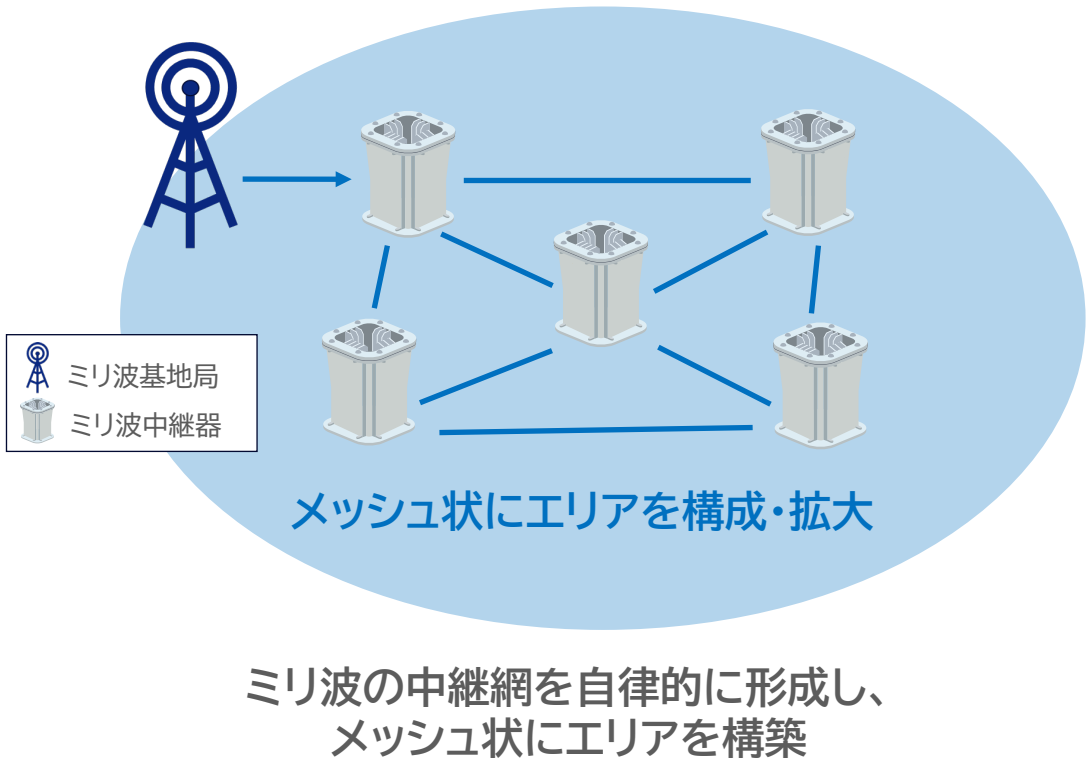 ミリ波基地局
ミリ波中継器
メッシュ状にエリアを構成・拡大
ミリ波の中継網を自律的に形成し、
メッシュ状にエリアを構築